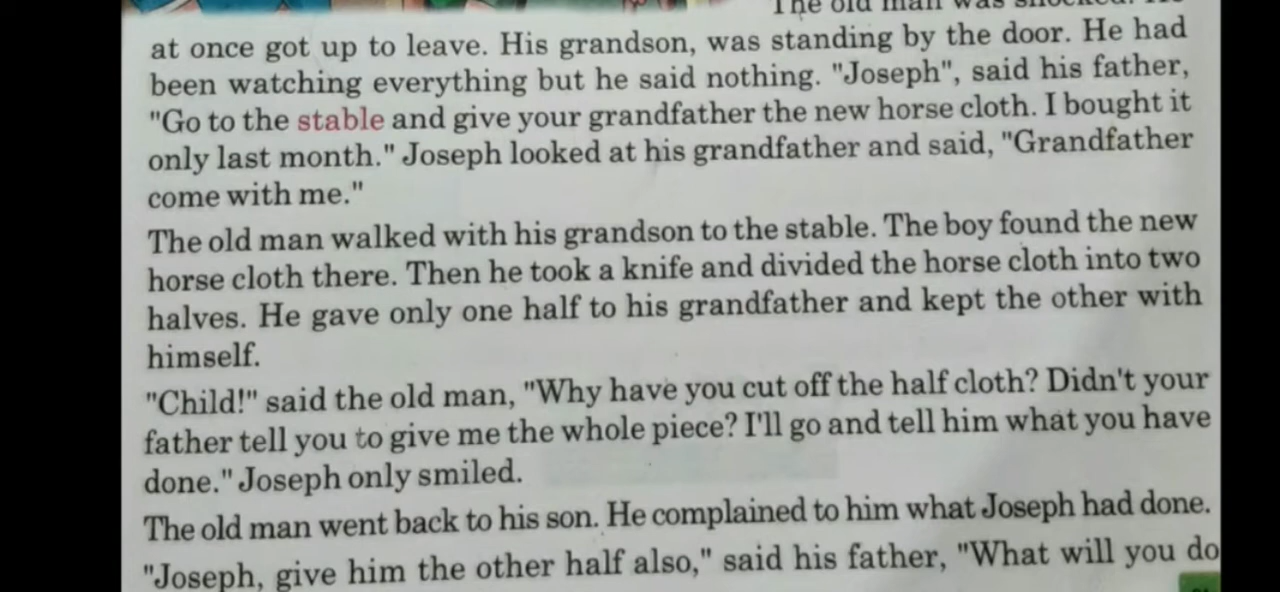 The old man was shocked. He
at once got up to leave. His grandson, was standing by the door. He had
been watching everything but he said nothing. "Joseph", said his father,
"Go to the stable and give your grandfather the new horse cloth. I bought it
only last month." Joseph looked at his grandfather and said, "Grandfather
come with me."
The old man walked with his grandson to the stable. The boy found the new
horse cloth there. Then he took a knife and divided the horse cloth into two
halves. He gave only one half to his grandfather and kept the other with
himself.
"Child!" said the old man, "Why have you cut off the half cloth? Didn't your
father tell you to give me the whole piece? I'll go and tell him what you have
done." Joseph only smiled.
The old man went back to his son. He complained to him what Joseph had done.
"Joseph, give him the other half also," said his father, "What will you do